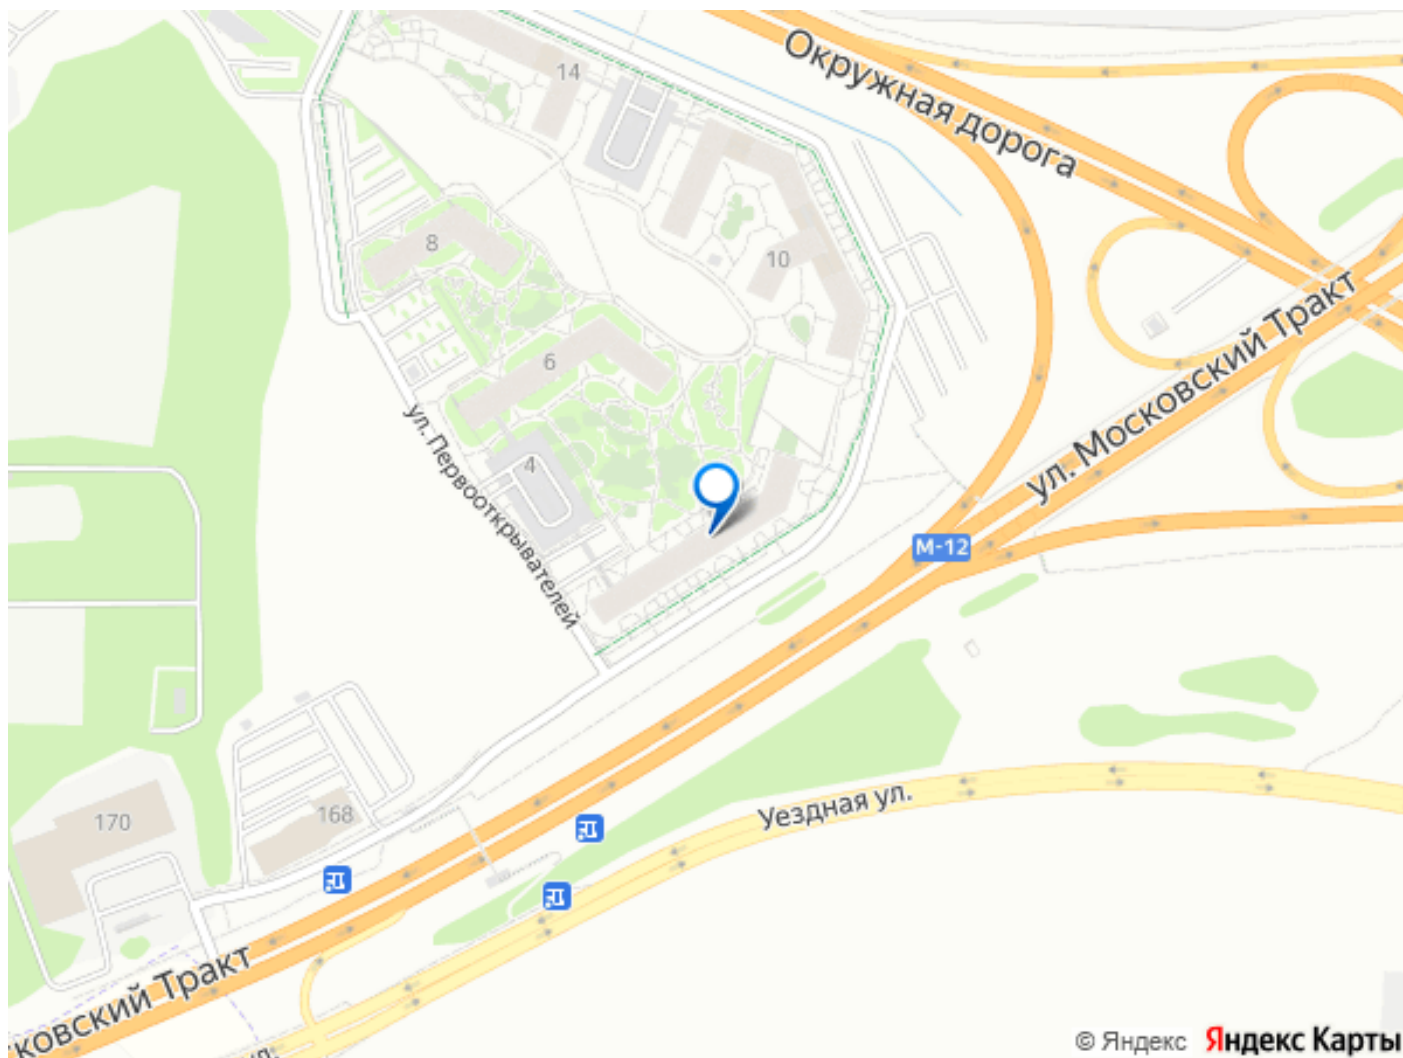 14
Окружная дорога
8
10
ул. Московский Тракт
6
ул. Первооткрывателей
4
М-12
170
168
Уездная ул.
ковский Тракт
ул.
© Яндекс Яндекс Карты